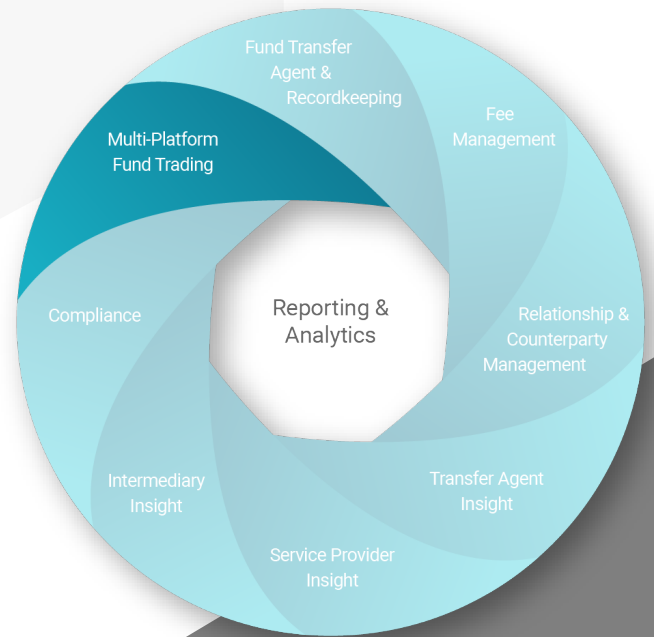 Fund Transfer
Agent &
Recordkeeping
Fee
Management
Multi-Platform
Fund Trading
Relationship &
Counterparty
Management
Compliance
Reporting &
Analytics
Transfer Agent
Insight
Intermediary
Insight
Service Provider
Insight